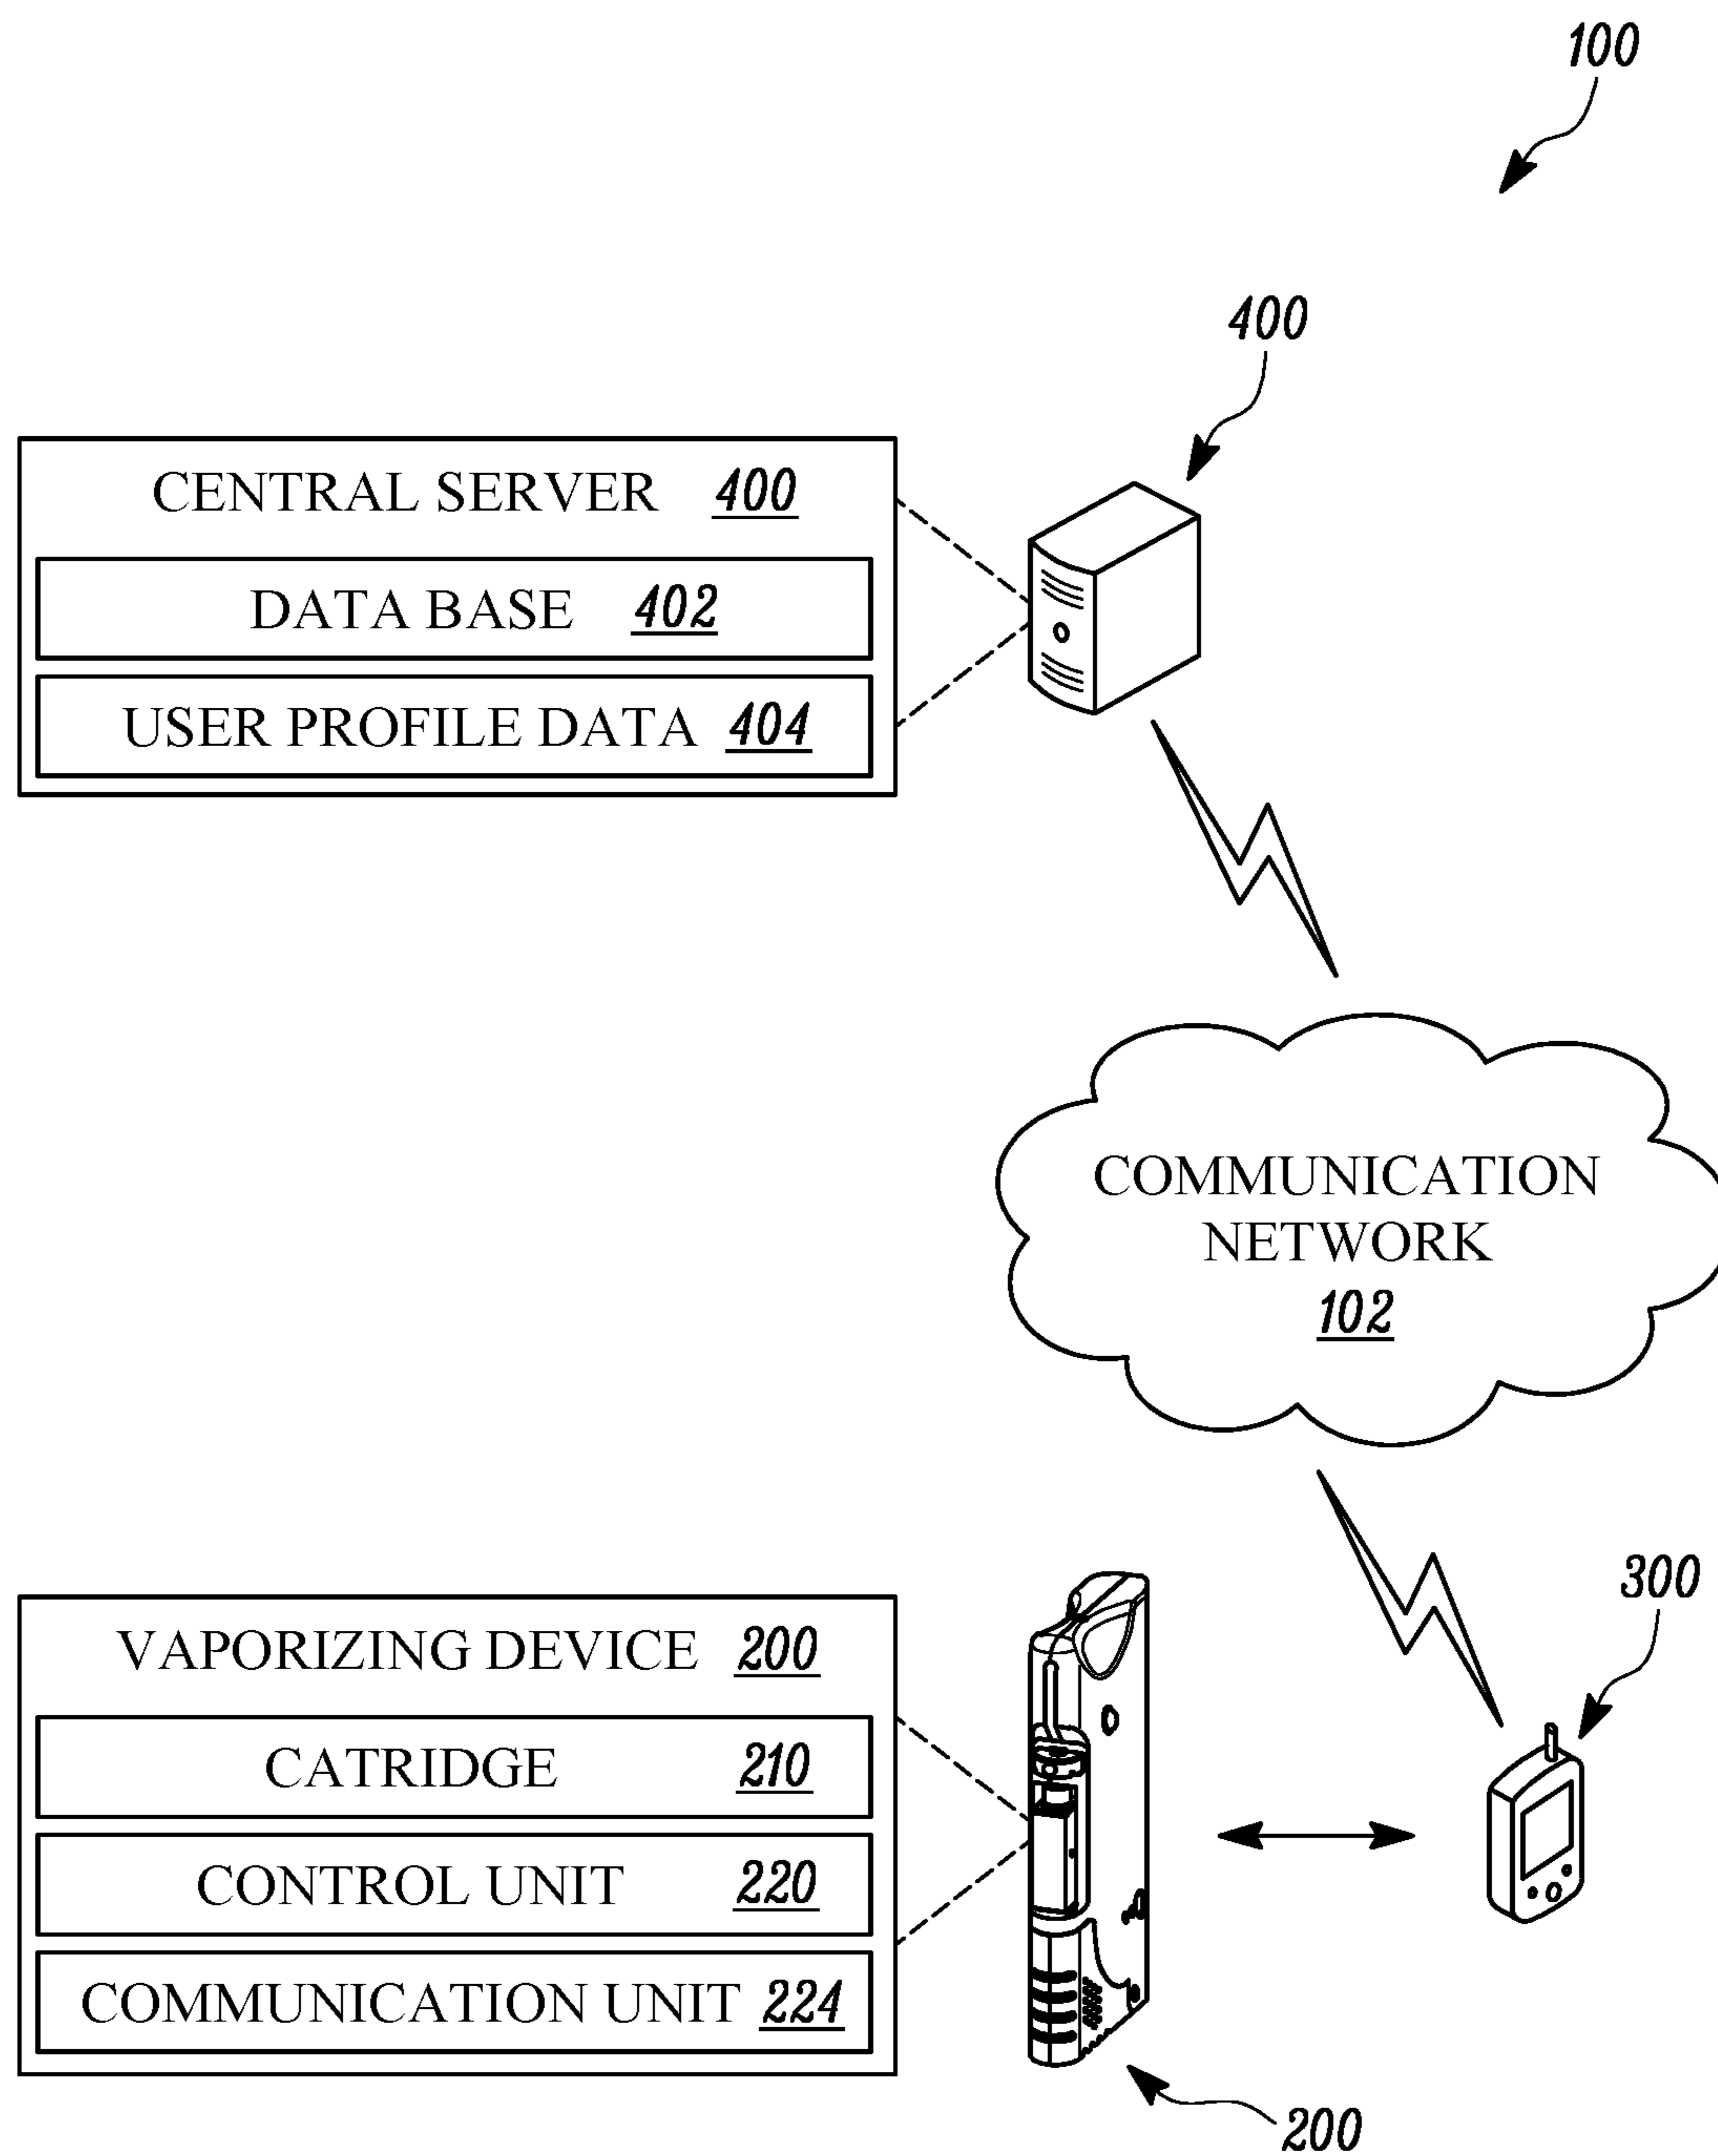 100
400
CENTRAL SERVER 400
DATA BASE 402
USER PROFILE DATA 404
COMMUNICATION
NETWORK
102
300
VAPORIZING DEVICE 200
CATRIDGE 210
CONTROL UNIT 220
COMMUNICATION UNIT 224
200